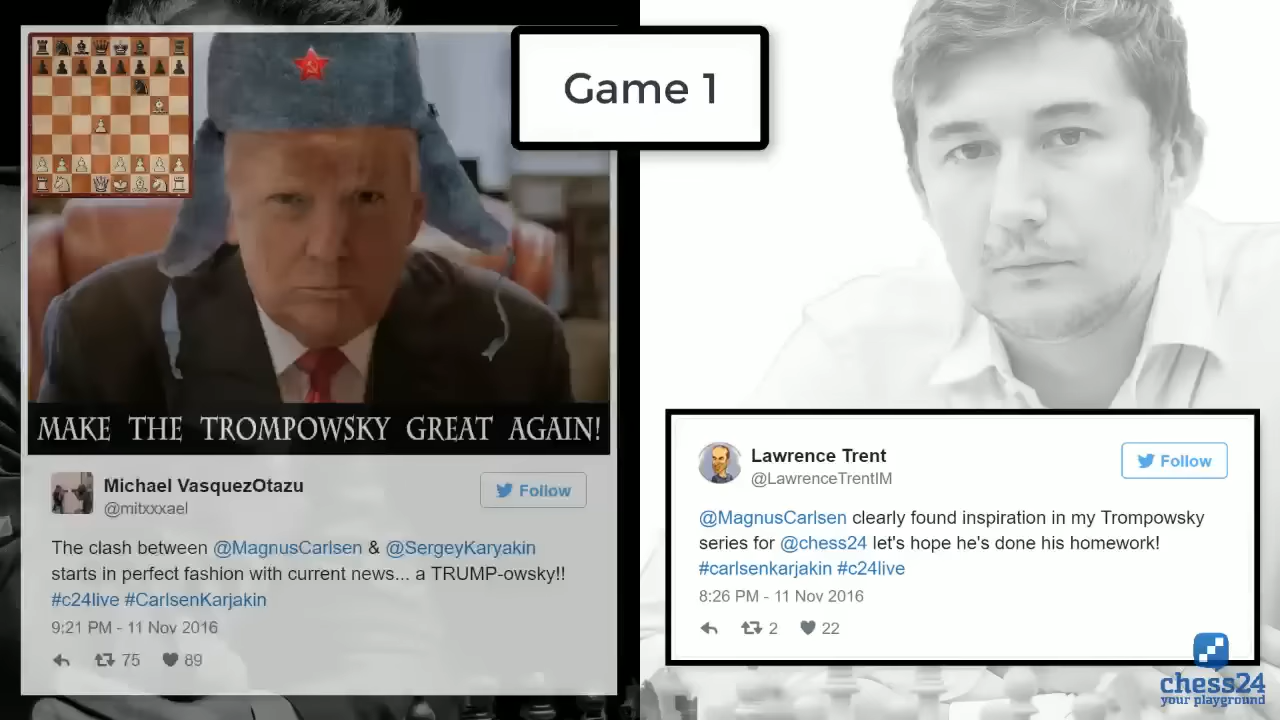 Game 1
MAKE THE TROMPOWSKY GREAT AGAIN!
Michael VasquezOtazu
@mitxxxael
Follow
The clash between @MagnusCarlsen & @SergeyKaryakin
starts in perfect fashion with current news... a TRUMP-owsky!!
#c24live #CarlsenKarjakin
9:21 PM - 11 Nov 2016
75 89
Lawrence Trent
@LawrenceTrentIM
Follow
@MagnusCarlsen clearly found inspiration in my Trompowsky
series for @chess24 let's hope he's done his homework!
#carlsenkarjakin #c24live
8:26 PM - 11 Nov 2016
2 22
chess24
your playground